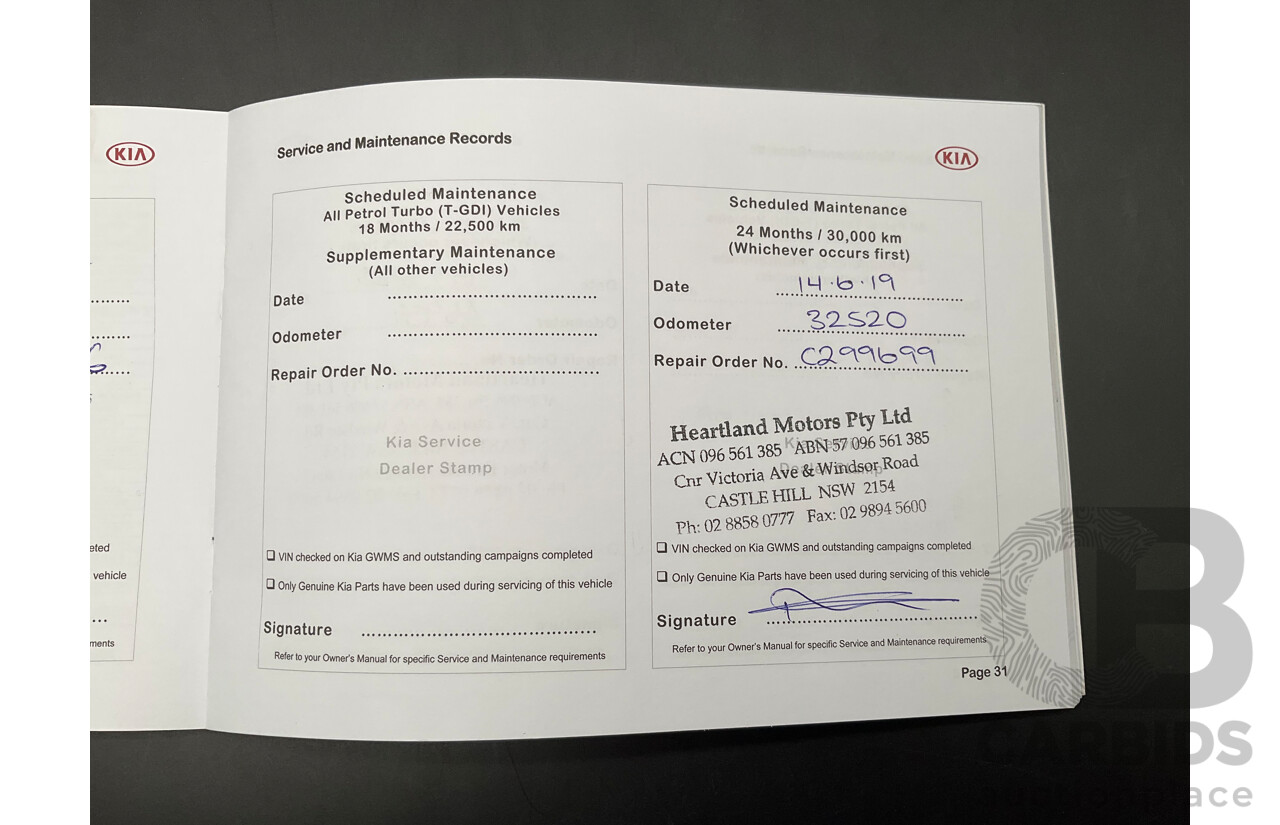 KIA
eted
vehicle
ments
Service and Maintenance Records
KIA
Scheduled Maintenance
All Petrol Turbo (T-GDI) Vehicles
18 Months / 22,500 km
Supplementary Maintenance
(All other vehicles)
Date
Odometer
Repair Order No.
Kia Service
Dealer Stamp
VIN checked on Kia GWMS and outstanding campaigns completed
Only Genuine Kia Parts have been used during servicing of this vehicle
Signature
Refer to your Owner's Manual for specific Service and Maintenance requirements
Scheduled Maintenance
24 Months / 30,000 km
(Whichever occurs first)
Date 14.6.19
Odometer 32520
Repair Order No. C299699
Heartland Motors Pty Ltd
ACN 096 561 385 ABN 57 096 561 385
Cnr Victoria Ave & Windsor Road
CASTLE HILL NSW 2154
Ph: 02 8858 0777 Fax: 02 9894 5600
VIN checked on Kia GWMS and outstanding campaigns completed
Only Genuine Kia Parts have been used during servicing of this vehicle
Signature
Refer to your Owner's Manual for specific Service and Maintenance requirements
Page 31
CB
CARBIDS